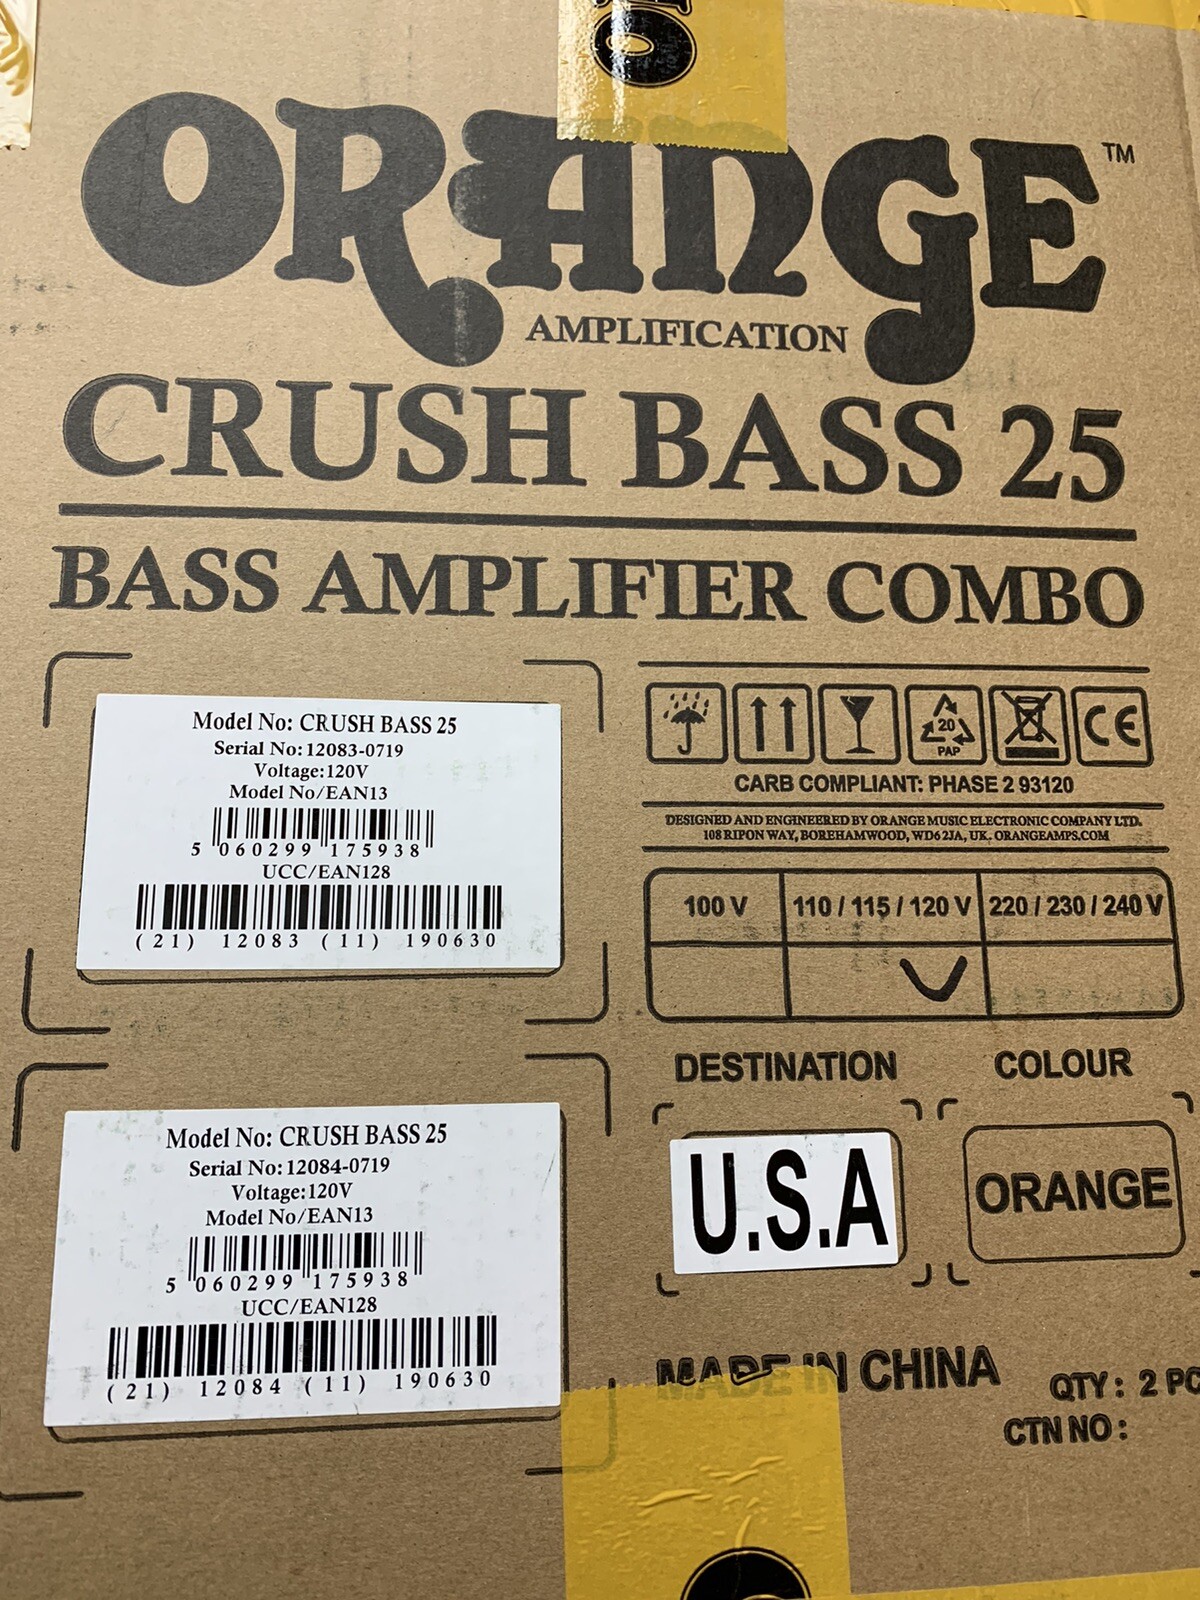 ORANGE™
AMPLIFICATION
CRUSH BASS 25
BASS AMPLIFIER COMBO
Model No: CRUSH BASS 25
Serial No:12083-0719
Voltage:120V
Model No/EAN13
5 060299 175938
UCC/EAN128
(21) 12083 (11) 190630
20
PAP
CE
CARB COMPLIANT: PHASE 2 93120
DESIGNED AND ENGINEERED BY ORANGE MUSIC ELECTRONIC COMPANY LTD.
108 RIPON WAY, BOREHAMWOOD, WD6 2JA, UK. ORANGEAMPS.COM
100 V 110 / 115 / 120 V 220 / 230 / 240 V
Model No: CRUSH BASS 25
Serial No:12084-0719
Voltage:120V
Model No/EAN13
5 060299 175938
UCC/EAN128
(21) 12084 (11) 190630
DESTINATION COLOUR
U.S.A ORANGE
MADE IN CHINA
QTY: 2 PC
CTN NO: